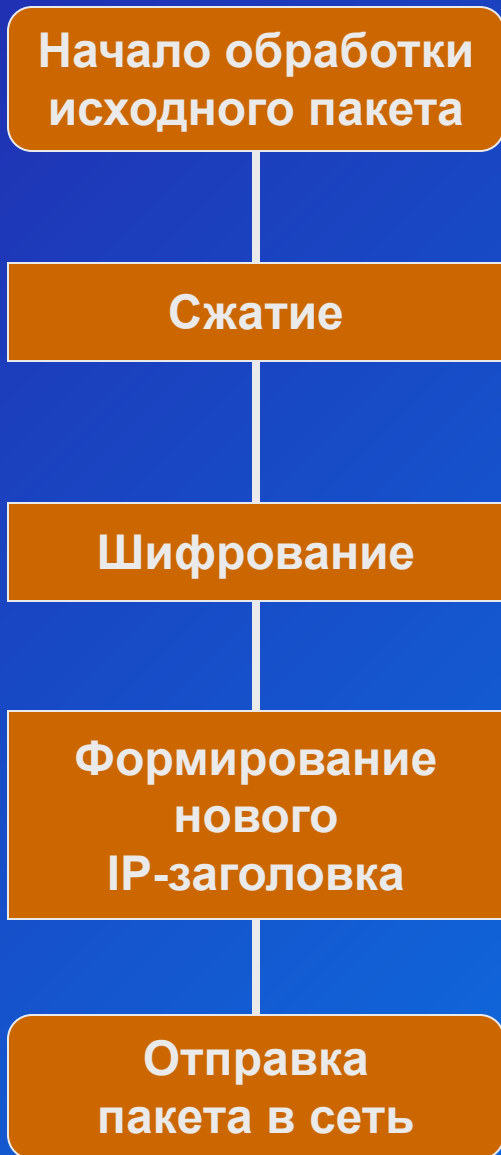 Начало обработки
исходного пакета
Сжатие
Шифрование
Формирование
нового
IP-заголовка
Отправка
пакета в сеть